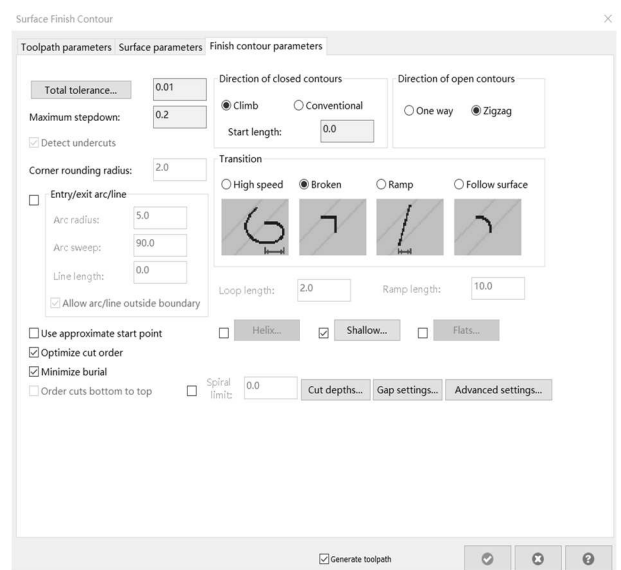 Surface Finish Contour
Toolpath parameters Surface parameters Finish contour parameters
Total tolerance... 0.01
Maximum stepdown: 0.2
Detect undercuts
Corner rounding radius: 2.0
Entry/exit arc/line
Arc radius: 5.0
Arc sweep: 90.0
Line length: 0.0
Allow arc/line outside boundary
Direction of closed contours
Climb Conventional
Start length: 0.0
Direction of open contours
One way Zigzag
Transition
High speed Broken Ramp Follow surface
Loop length: 2.0 Ramp length: 10.0
Use approximate start point
Helix... Shallow... Flats...
Optimize cut order
Minimize burial
Order cuts bottom to top
Spiral
limit: 0.0
Cut depths... Gap settings... Advanced settings...
Generate toolpath